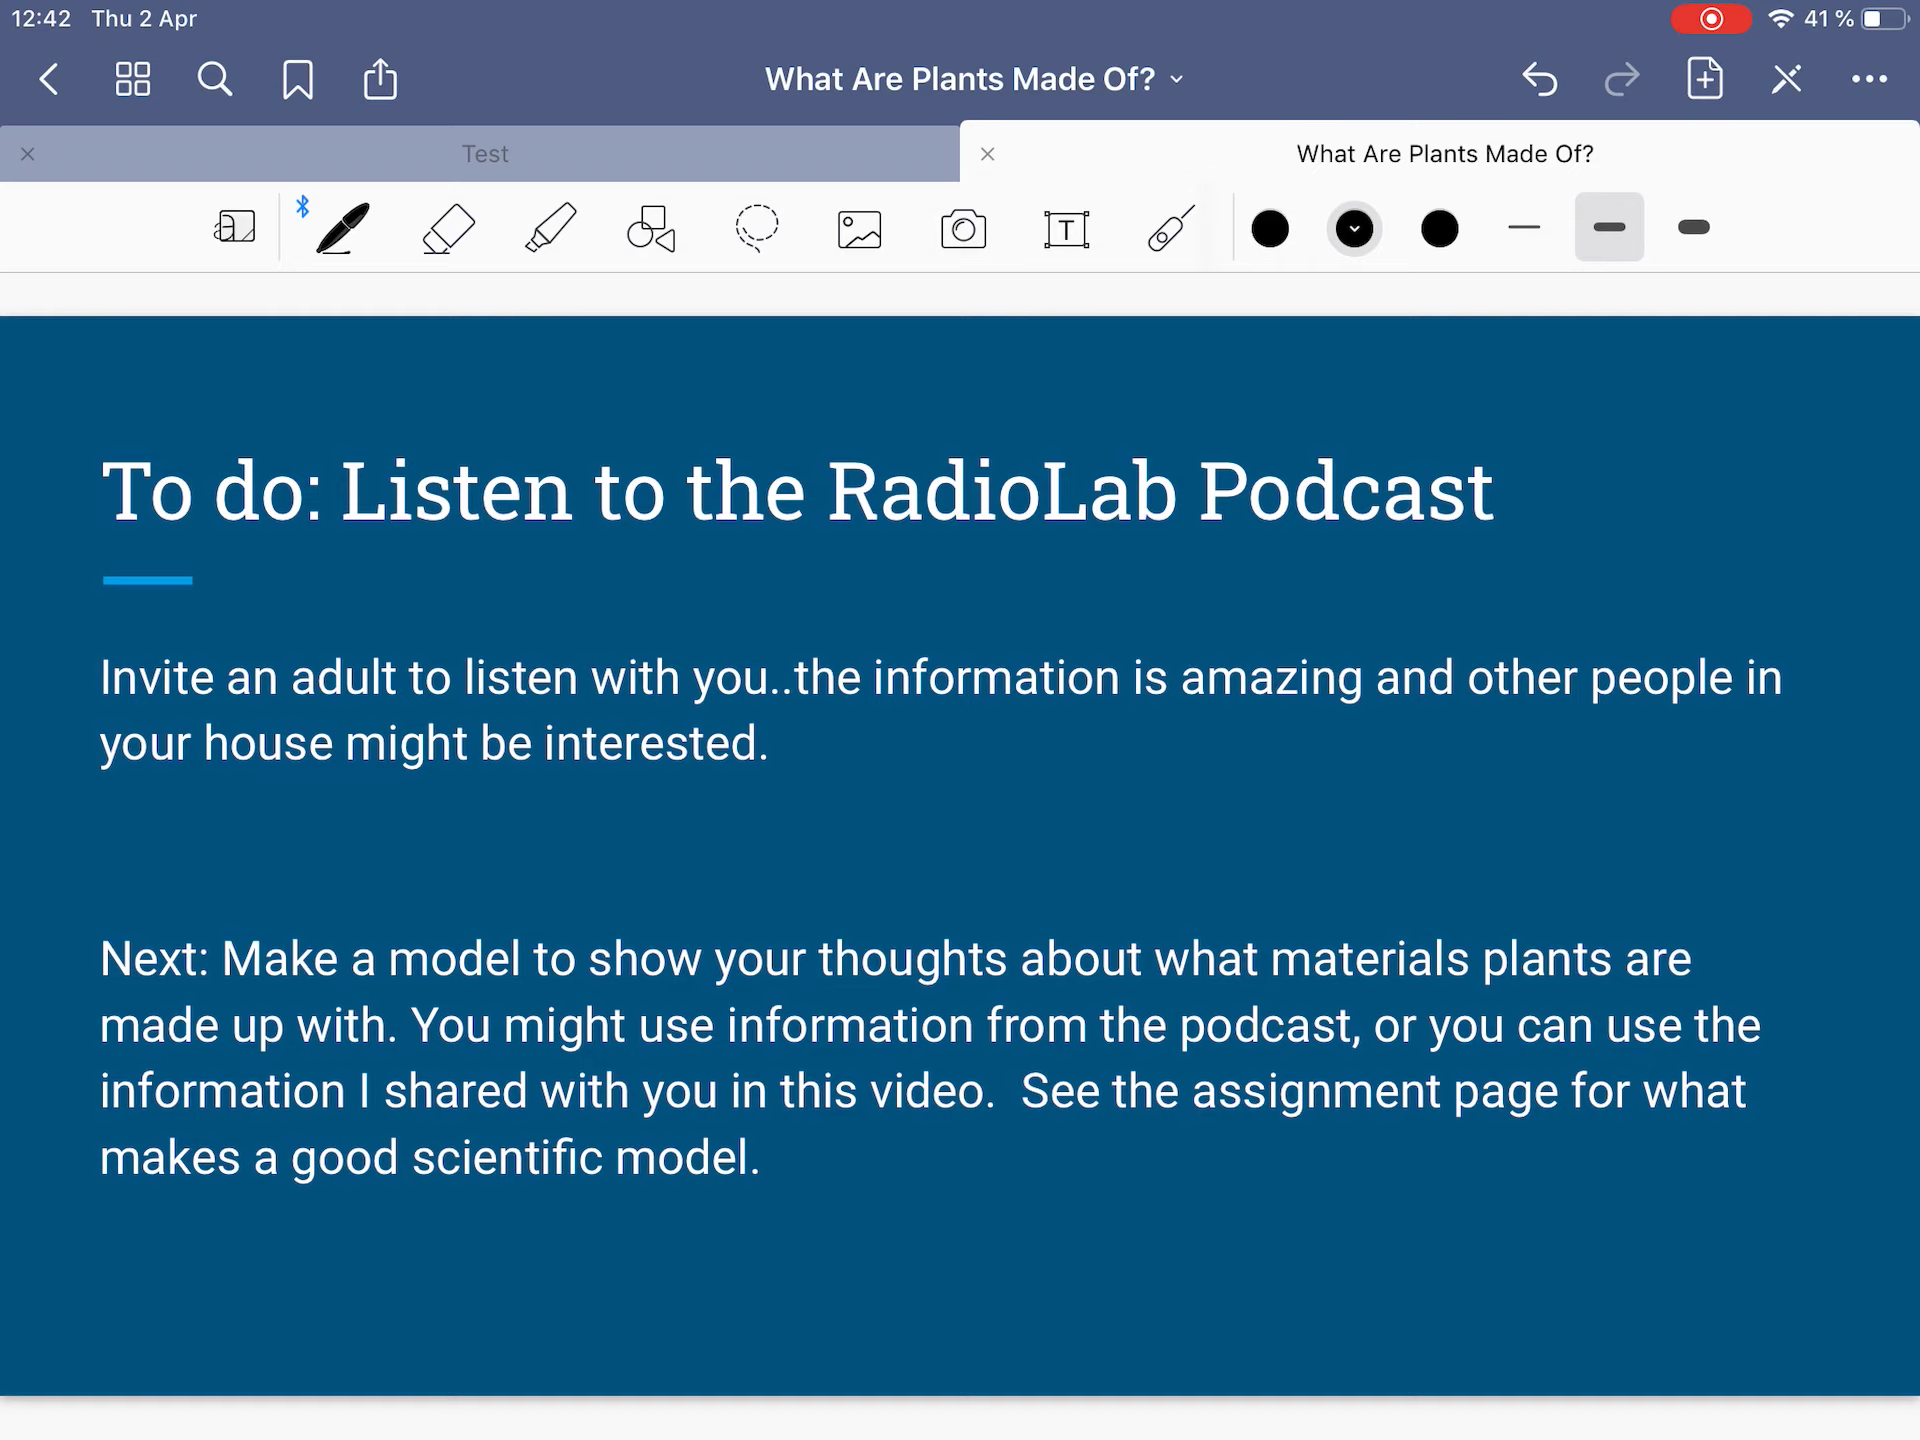 12:42 Thu 2 Apr 41 %
What Are Plants Made Of?
Test
What Are Plants Made Of?
To do: Listen to the RadioLab Podcast
Invite an adult to listen with you..the information is amazing and other people in
your house might be interested.
Next: Make a model to show your thoughts about what materials plants are
made up with. You might use information from the podcast, or you can use the
information I shared with you in this video.  See the assignment page for what
makes a good scientific model.